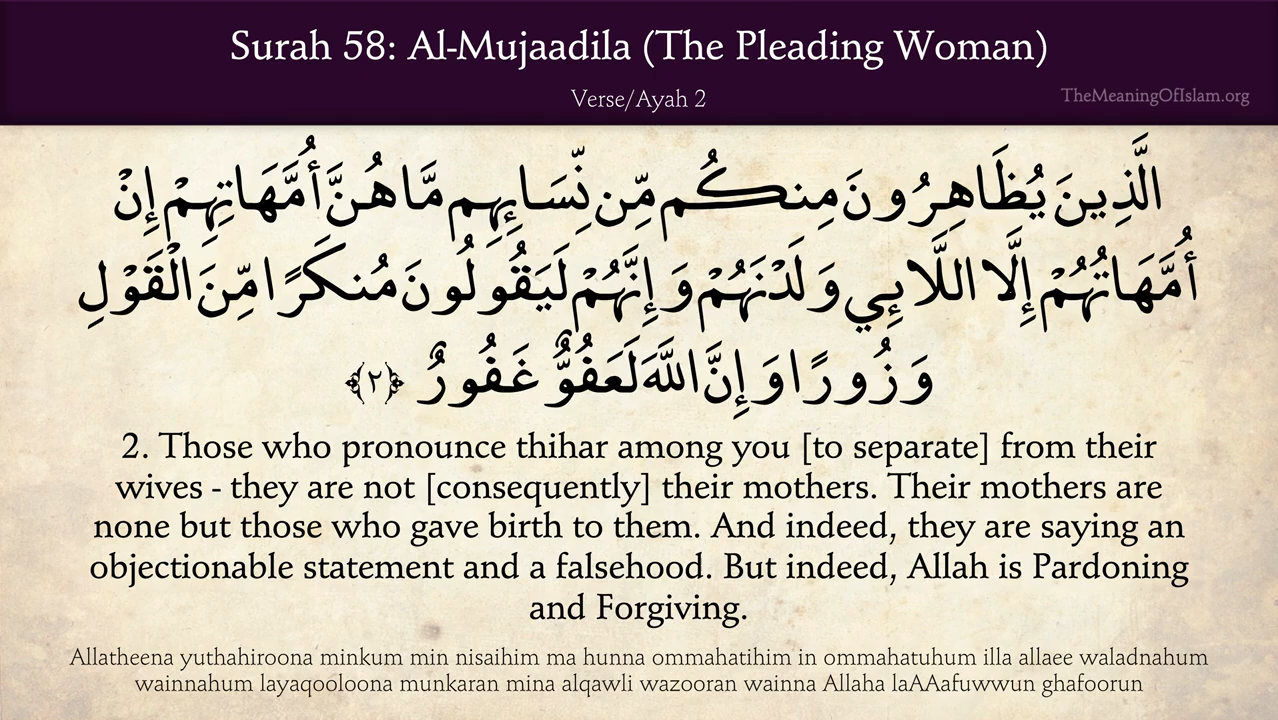 Surah 58: Al-Mujaadila (The Pleading Woman)
Verse/Ayah 2
TheMeaningOfIslam.org
الَّذِينَ يُظَاهِرُونَ مِنكُم مِّن نِّسَائِهِم مَّا هُنَّ أُمَّهَاتِهِمْ إِنْ
أُمَّهَاتُهُمْ إِلَّا اللَّائِي وَلَدْنَهُمْ وَإِنَّهُمْ لَيَقُولُونَ مُنكَرًا مِّنَ الْقَوْلِ
وَزُورًا وَإِنَّ اللَّهَ لَعَفُوٌّ غَفُورٌ ﴿٢﴾
2. Those who pronounce thihar among you [to separate] from their
wives - they are not [consequently] their mothers. Their mothers are
none but those who gave birth to them. And indeed, they are saying an
objectionable statement and a falsehood. But indeed, Allah is Pardoning
and Forgiving.
Allatheena yuthahiroona minkum min nisaihim ma hunna ommahatihim in ommahatuhum illa allaee waladnahum
wainnahum layaqooloona munkaran mina alqawli wazooran wainna Allaha laAAafuwwun ghafoorun